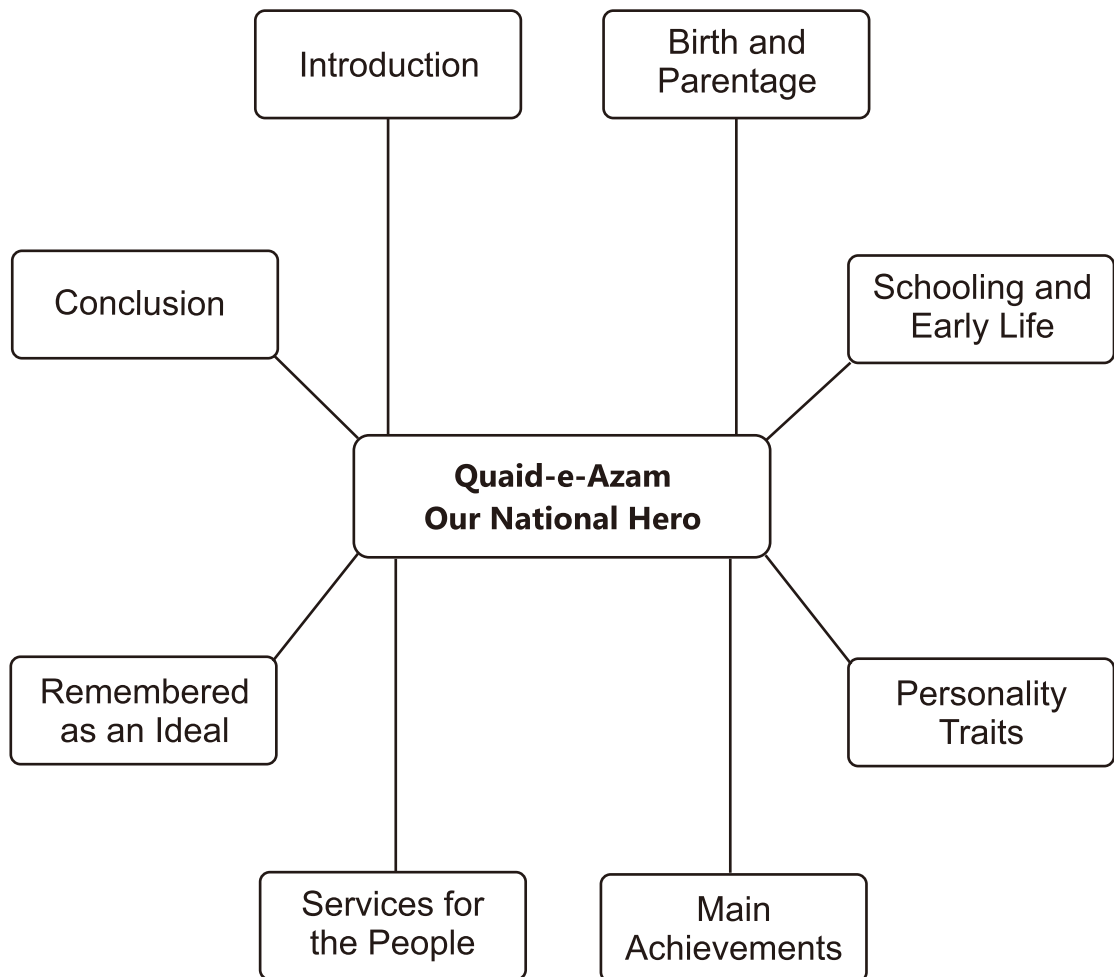 Introduction
Birth and
Parentage
Conclusion
Schooling and
Early Life
Quaid-e-Azam
Our National Hero
Remembered
as an Ideal
Personality
Traits
Services for
the People
Main
Achievements